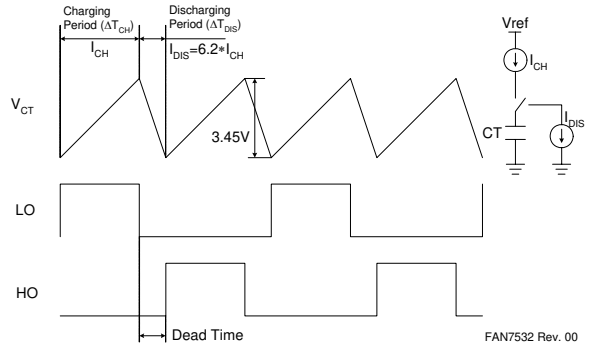 Charging
Period (ΔT_CH)
I_CH
Discharging
Period (ΔT_DIS)
I_DIS=6.2*I_CH
V_CT
3.45V
Vref
I_CH
CT
I_DIS
LO
HO
Dead Time
FAN7532 Rev. 00